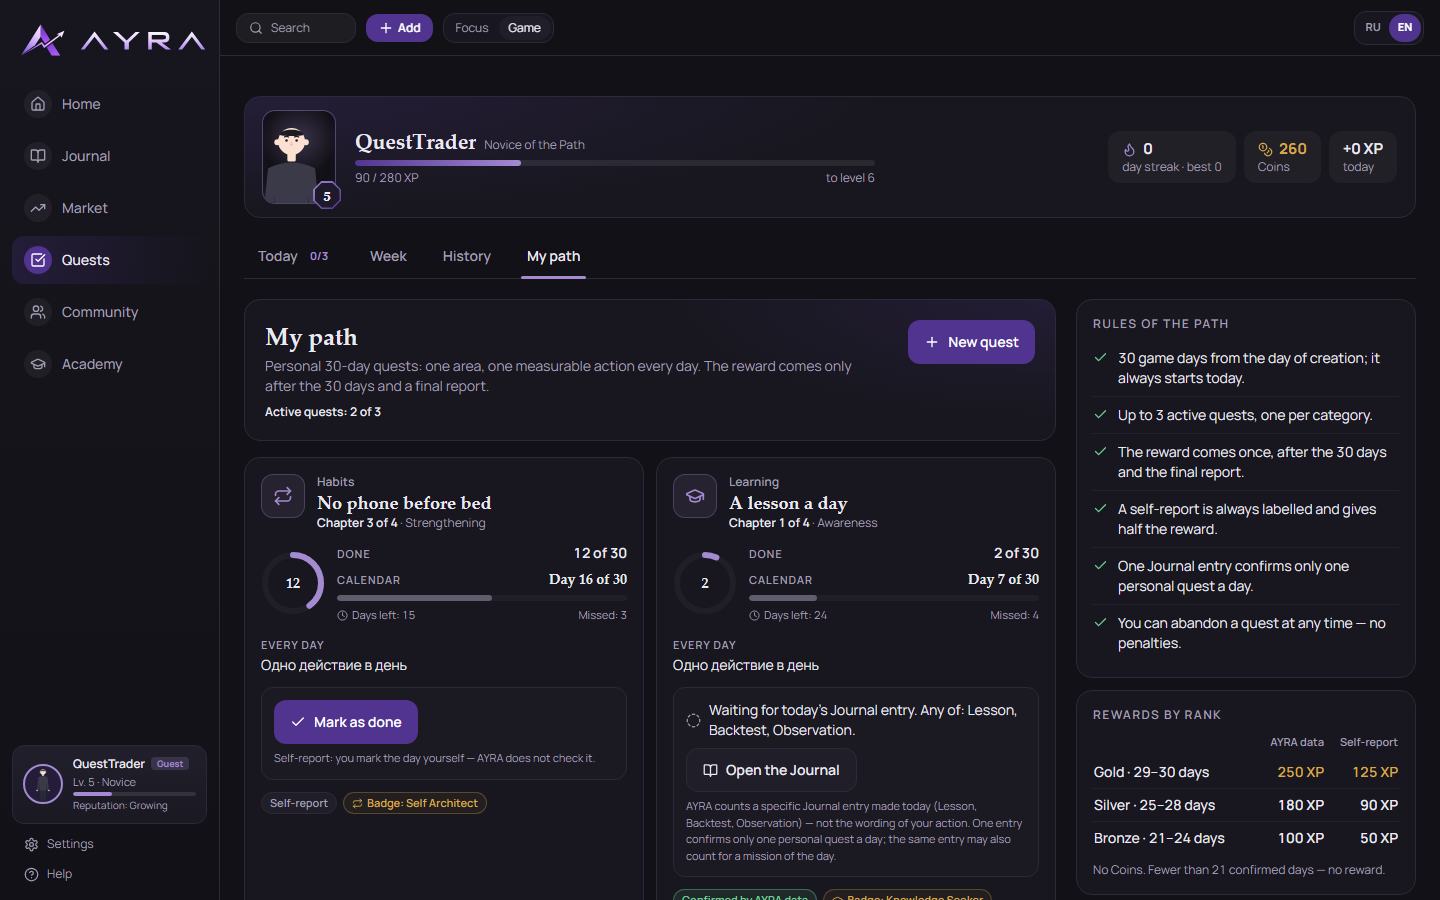 AYRA
Search
Add
Focus
Game
RU
EN
Home
Journal
Market
Quests
Community
Academy
QuestTrader
Guest
Lv. 5 · Novice
Reputation: Growing
Settings
Help
QuestTrader
Novice of the Path
90 / 280 XP
to level 6
5
0
day streak · best 0
260
Coins
+0 XP
today
Today
0/3
Week
History
My path
My path
Personal 30-day quests: one area, one measurable action every day. The reward comes only
after the 30 days and a final report.
Active quests: 2 of 3
New quest
Habits
No phone before bed
Chapter 3 of 4 · Strengthening
12
DONE
12 of 30
CALENDAR
Day 16 of 30
Days left: 15
Missed: 3
EVERY DAY
Одно действие в день
Mark as done
Self-report: you mark the day yourself — AYRA does not check it.
Self-report
Badge: Self Architect
Learning
A lesson a day
Chapter 1 of 4 · Awareness
2
DONE
2 of 30
CALENDAR
Day 7 of 30
Days left: 24
Missed: 4
EVERY DAY
Одно действие в день
Waiting for today's Journal entry. Any of: Lesson,
Backtest, Observation.
Open the Journal
AYRA counts a specific Journal entry made today (Lesson,
Backtest, Observation) — not the wording of your action. One entry
confirms only one personal quest a day; the same entry may also
count for a mission of the day.
Confirmed by AYRA data
Badge: Knowledge Seeker
RULES OF THE PATH
30 game days from the day of creation; it
always starts today.
Up to 3 active quests, one per category.
The reward comes once, after the 30 days
and the final report.
A self-report is always labelled and gives
half the reward.
One Journal entry confirms only one
personal quest a day.
You can abandon a quest at any time — no
penalties.
REWARDS BY RANK
AYRA data
Self-report
Gold · 29–30 days
250 XP
125 XP
Silver · 25–28 days
180 XP
90 XP
Bronze · 21–24 days
100 XP
50 XP
No Coins. Fewer than 21 confirmed days — no reward.